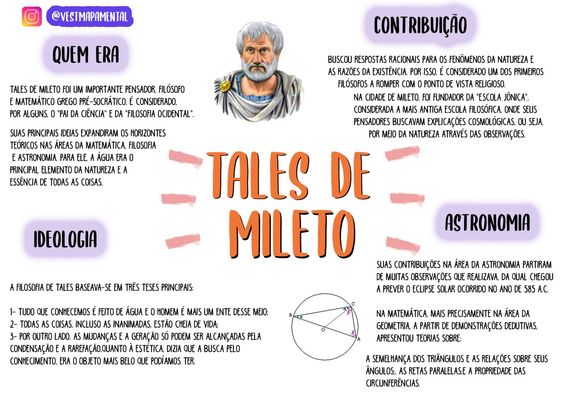 @VESTMAPAMENTAL
QUEM ERA
TALES DE MILETO FOI UM IMPORTANTE PENSADOR, FILÓSOFO
E MATEMÁTICO GREGO PRÉ-SOCRÁTICO. É CONSIDERADO,
POR ALGUNS, O "PAI DA CIÊNCIA" E DA "FILOSOFIA OCIDENTAL".
SUAS PRINCIPAIS IDEIAS EXPANDIRAM OS HORIZONTES
TEÓRICOS NAS ÁREAS DA MATEMÁTICA, FILOSOFIA
E ASTRONOMIA. PARA ELE, A ÁGUA ERA O
PRINCIPAL ELEMENTO DA NATUREZA E A
ESSÊNCIA DE TODAS AS COISAS.
CONTRIBUIÇÃO
BUSCOU RESPOSTAS RACIONAIS PARA OS FENÔMENOS DA NATUREZA E
AS RAZÕES DA EXISTÊNCIA. POR ISSO, É CONSIDERADO UM DOS PRIMEIROS
FILÓSOFOS A ROMPER COM O PONTO DE VISTA RELIGIOSO.
NA CIDADE DE MILETO, FOI FUNDADOR DA "ESCOLA JÔNICA",
CONSIDERADA A MAIS ANTIGA ESCOLA FILOSÓFICA, ONDE SEUS
PENSADORES BUSCAVAM EXPLICAÇÕES COSMOLÓGICAS, OU SEJA,
POR MEIO DA NATUREZA ATRAVÉS DAS OBSERVAÇÕES.
TALES DE
MILETO
IDEOLOGIA
A FILOSOFIA DE TALES BASEAVA-SE EM TRÊS TESES PRINCIPAIS:
1- TUDO QUE CONHECEMOS É FEITO DE ÁGUA E O HOMEM É MAIS UM ENTE DESSE MEIO;
2- TODAS AS COISAS, INCLUSO AS INANIMADAS, ESTÃO CHEIA DE VIDA;
3- POR OUTRO LADO, AS MUDANÇAS E A GERAÇÃO SÓ PODEM SER ALCANÇADAS PELA
CONDENSAÇÃO E A RAREFAÇÃO.QUANTO À ESTÉTICA, DIZIA QUE A BUSCA PELO
CONHECIMENTO, ERA O OBJETO MAIS BELO QUE PODÍAMOS TER.
ASTRONOMIA
SUAS CONTRIBUIÇÕES NA ÁREA DA ASTRONOMIA PARTIRAM
DE MUITAS OBSERVAÇÕES QUE REALIZAVA, DA QUAL CHEGOU
A PREVER O ECLIPSE SOLAR OCORRIDO NO ANO DE 585 A.C.
NA MATEMÁTICA, MAIS PRECISAMENTE NA ÁREA DA
GEOMETRIA, A PARTIR DE DEMONSTRAÇÕES DEDUTIVAS,
APRESENTOU TEORIAS SOBRE:
A SEMELHANÇA DOS TRIÂNGULOS E AS RELAÇÕES SOBRE SEUS
ÂNGULOS;, AS RETAS PARALELAS;E A PROPRIEDADE DAS
CIRCUNFERÊNCIAS.
C
B
O
A